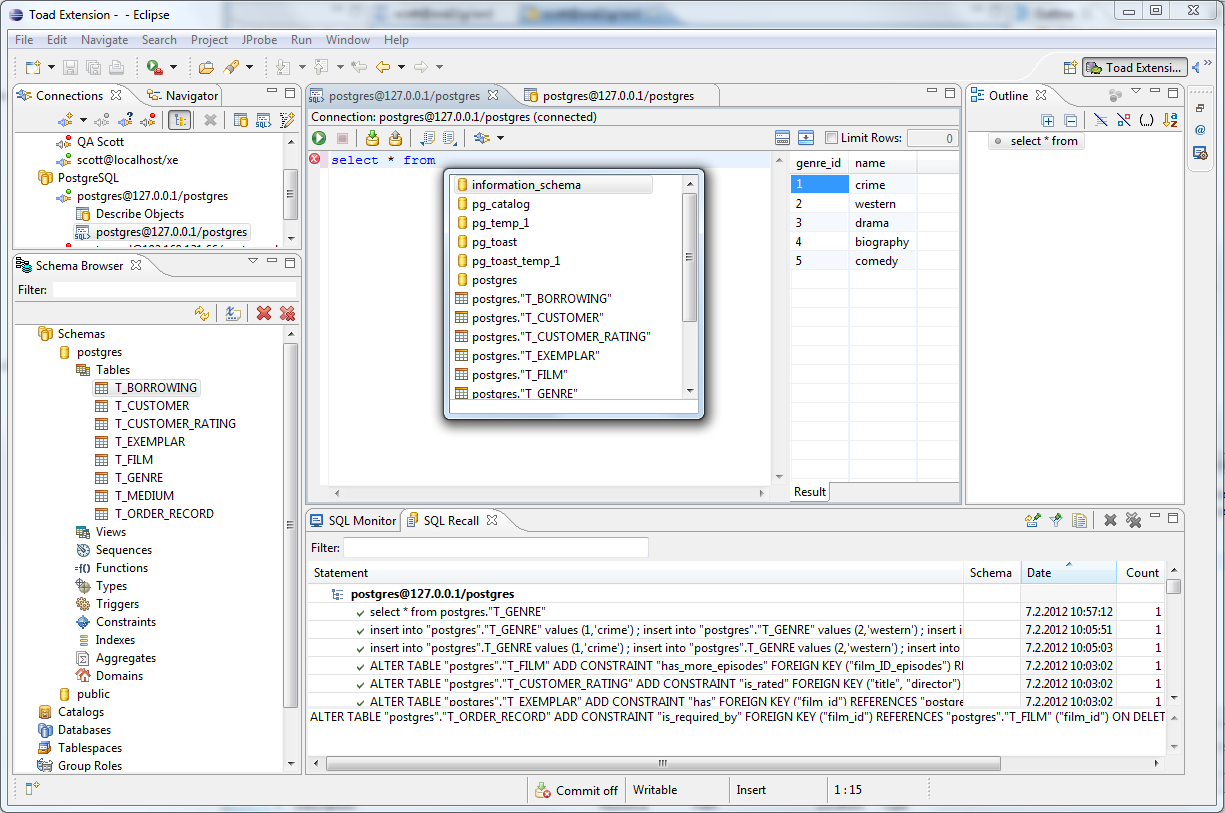 Toad Extension - - Eclipse
File Edit Navigate Search Project JProbe Run Window Help
Toad Extensi...
Connections
Navigator
QA Scott
scott@localhost/xe
PostgreSQL
postgres@127.0.0.1/postgres
Describe Objects
postgres@127.0.0.1/postgres
Schema Browser
Filter:
Schemas
postgres
Tables
T_BORROWING
T_CUSTOMER
T_CUSTOMER_RATING
T_EXEMPLAR
T_FILM
T_GENRE
T_MEDIUM
T_ORDER_RECORD
Views
Sequences
Functions
Types
Triggers
Constraints
Indexes
Aggregates
Domains
public
Catalogs
Databases
Tablespaces
Group Roles
postgres@127.0.0.1/postgres
postgres@127.0.0.1/postgres
Connection: postgres@127.0.0.1/postgres (connected)
Limit Rows: 0
select * from
information_schema
pg_catalog
pg_temp_1
pg_toast
pg_toast_temp_1
postgres
postgres."T_BORROWING"
postgres."T_CUSTOMER"
postgres."T_CUSTOMER_RATING"
postgres."T_EXEMPLAR"
postgres."T_FILM"
postgres."T_GENRE"
genre_id name
1 crime
2 western
3 drama
4 biography
5 comedy
Result
Outline
select * from
SQL Monitor
SQL Recall
Filter:
Statement Schema Date Count
postgres@127.0.0.1/postgres
select * from postgres."T_GENRE" 7.2.2012 10:57:12 1
insert into "postgres"."T_GENRE" values (1,'crime') ; insert into "postgres"."T_GENRE" values (2,'western') ; insert i 7.2.2012 10:05:51 1
insert into "postgres".T_GENRE values (1,'crime') ; insert into "postgres".T_GENRE values (2,'western') ; insert into 7.2.2012 10:05:03 1
ALTER TABLE "postgres"."T_FILM" ADD CONSTRAINT "has_more_episodes" FOREIGN KEY ("film_ID_episodes") RE 7.2.2012 10:03:02 1
ALTER TABLE "postgres"."T_CUSTOMER_RATING" ADD CONSTRAINT "is_rated" FOREIGN KEY ("title", "director") 7.2.2012 10:03:02 1
ALTER TABLE "postgres"."T_EXEMPLAR" ADD CONSTRAINT "has" FOREIGN KEY ("film_id") REFERENCES "postgre 7.2.2012 10:03:02 1
ALTER TABLE "postgres"."T_ORDER_RECORD" ADD CONSTRAINT "is_required_by" FOREIGN KEY ("film_id") REFERENCES "postgres"."T_FILM" ("film_id") ON DELET
Commit off
Writable
Insert
1 : 15